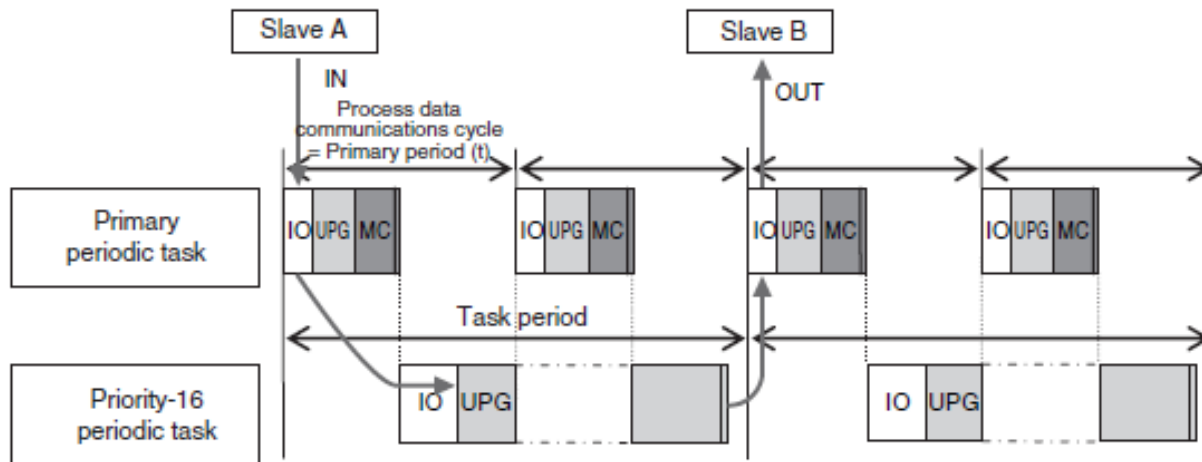 Slave A
Slave B
IN
OUT
Process data
communications cycle
= Primary period (t)
Primary
periodic task
IO UPG MC
IO UPG MC
IO UPG MC
IO UPG MC
Task period
Priority-16
periodic task
IO UPG
IO UPG